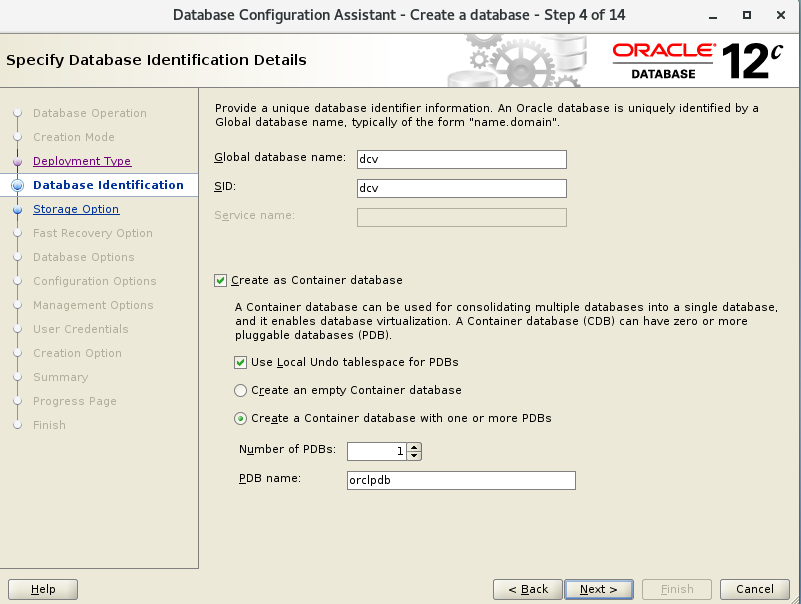 Database Configuration Assistant - Create a database - Step 4 of 14
Specify Database Identification Details
ORACLE
DATABASE
12c
Database Operation
Creation Mode
Deployment Type
Database Identification
Storage Option
Fast Recovery Option
Database Options
Configuration Options
Management Options
User Credentials
Creation Option
Summary
Progress Page
Finish
Provide a unique database identifier information. An Oracle database is uniquely identified by a
Global database name, typically of the form "name.domain".
Global database name: dcv
SID: dcv
Service name:
Create as Container database
A Container database can be used for consolidating multiple databases into a single database,
and it enables database virtualization. A Container database (CDB) can have zero or more
pluggable databases (PDB).
Use Local Undo tablespace for PDBs
Create an empty Container database
Create a Container database with one or more PDBs
Number of PDBs: 1
PDB name: orclpdb
Help
< Back
Next >
Finish
Cancel